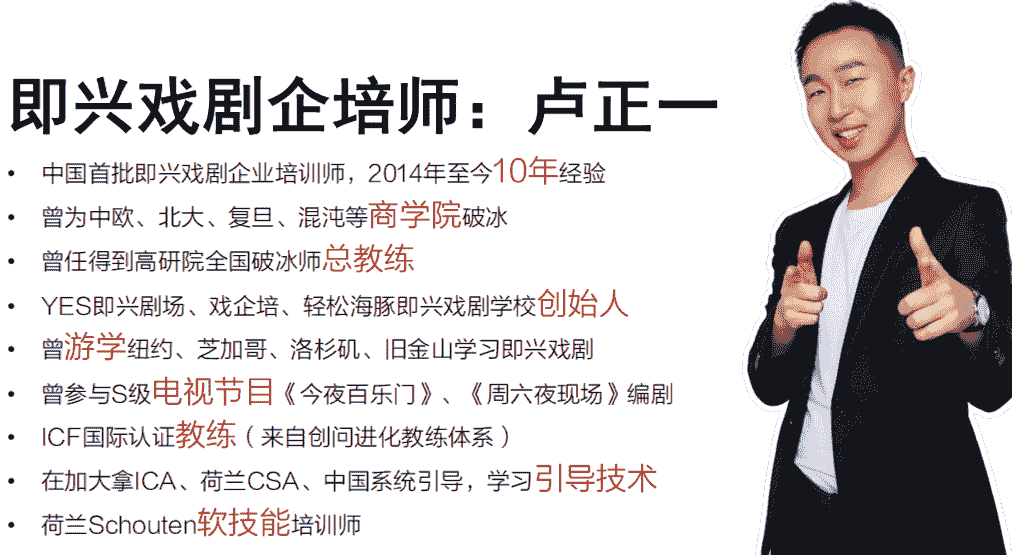 即兴戏剧企培师：卢正一
• 中国首批即兴戏剧企业培训师，2014年至今10年经验
• 曾为中欧、北大、复旦、混沌等商学院破冰
• 曾任得到高研院全国破冰师总教练
• YES即兴剧场、戏企培、轻松海豚即兴戏剧学校创始人
• 曾游学纽约、芝加哥、洛杉矶、旧金山学习即兴戏剧
• 曾参与S级电视节目《今夜百乐门》、《周六夜现场》编剧
• ICF国际认证教练（来自创问进化教练体系）
• 在加大拿ICA、荷兰CSA、中国系统引导，学习引导技术
• 荷兰Schouten软技能培训师